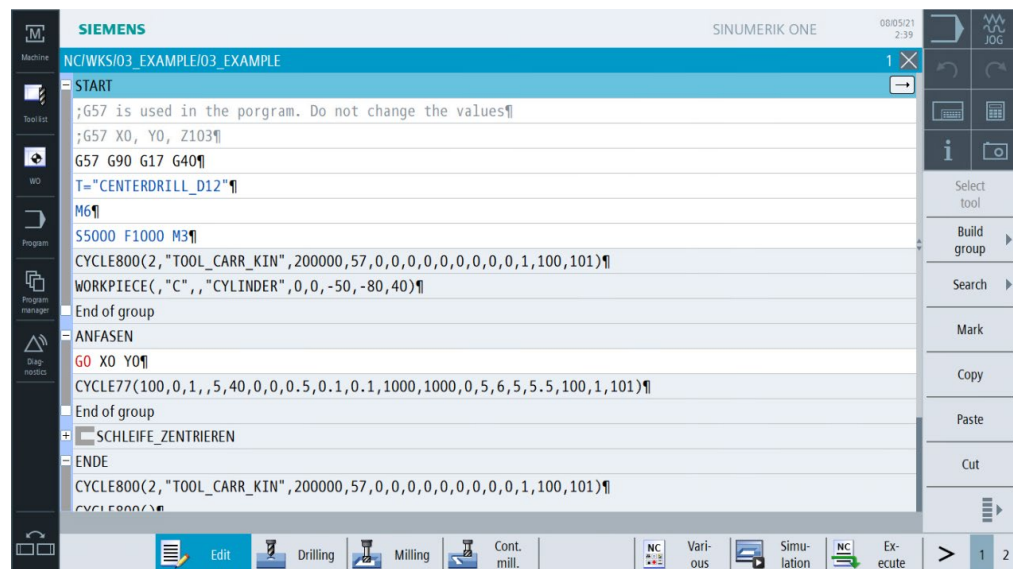 SIEMENS
SINUMERIK ONE
08/05/21
2:39
M
Machine
Tool list
WO
Program
Program
manager
Diag-
nostics
NC/WKS/03_EXAMPLE/03_EXAMPLE
1
START
;G57 is used in the porgram. Do not change the values¶
;G57 X0, Y0, Z103¶
G57 G90 G17 G40¶
T="CENTERDRILL_D12"¶
M6¶
S5000 F1000 M3¶
CYCLE800(2,"TOOL_CARR_KIN",200000,57,0,0,0,0,0,0,0,0,0,1,100,101)¶
WORKPIECE(,"C",,"CYLINDER",0,0,-50,-80,40)¶
End of group
ANFASEN
G0 X0 Y0¶
CYCLE77(100,0,1,,5,40,0,0,0.5,0.1,0.1,1000,1000,0,5,6,5,5.5,100,1,101)¶
End of group
SCHLEIFE_ZENTRIEREN
ENDE
CYCLE800(2,"TOOL_CARR_KIN",200000,57,0,0,0,0,0,0,0,0,0,1,100,101)¶
CYCLE800()¶
JOG
i
Select
tool
Build
group
Search
Mark
Copy
Paste
Cut
Edit
Drilling
Milling
Cont.
mill.
NC
Vari-
ous
Simu-
lation
NC
Ex-
ecute
> 1 2